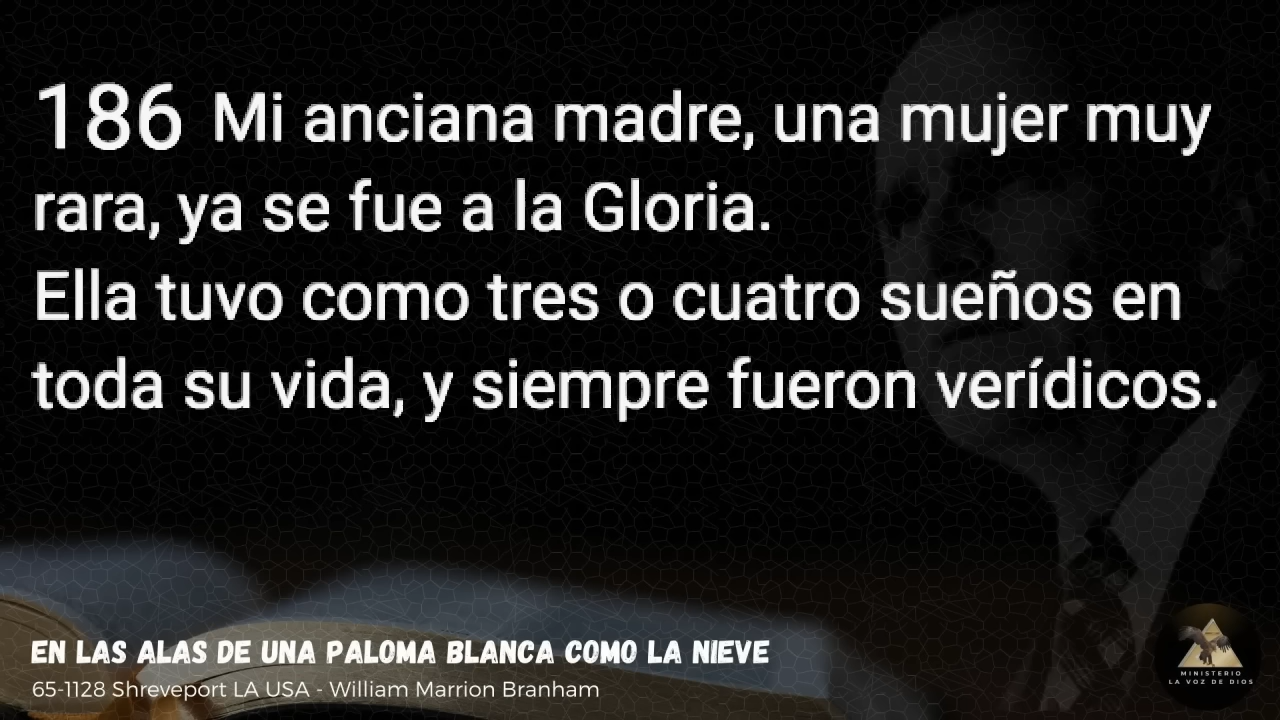 186 Mi anciana madre, una mujer muy
rara, ya se fue a la Gloria.
Ella tuvo como tres o cuatro sueños en
toda su vida, y siempre fueron verídicos.
EN LAS ALAS DE UNA PALOMA BLANCA COMO LA NIEVE
65-1128 Shreveport LA USA - William Marrion Branham
MINISTERIO
LA VOZ DE DIOS